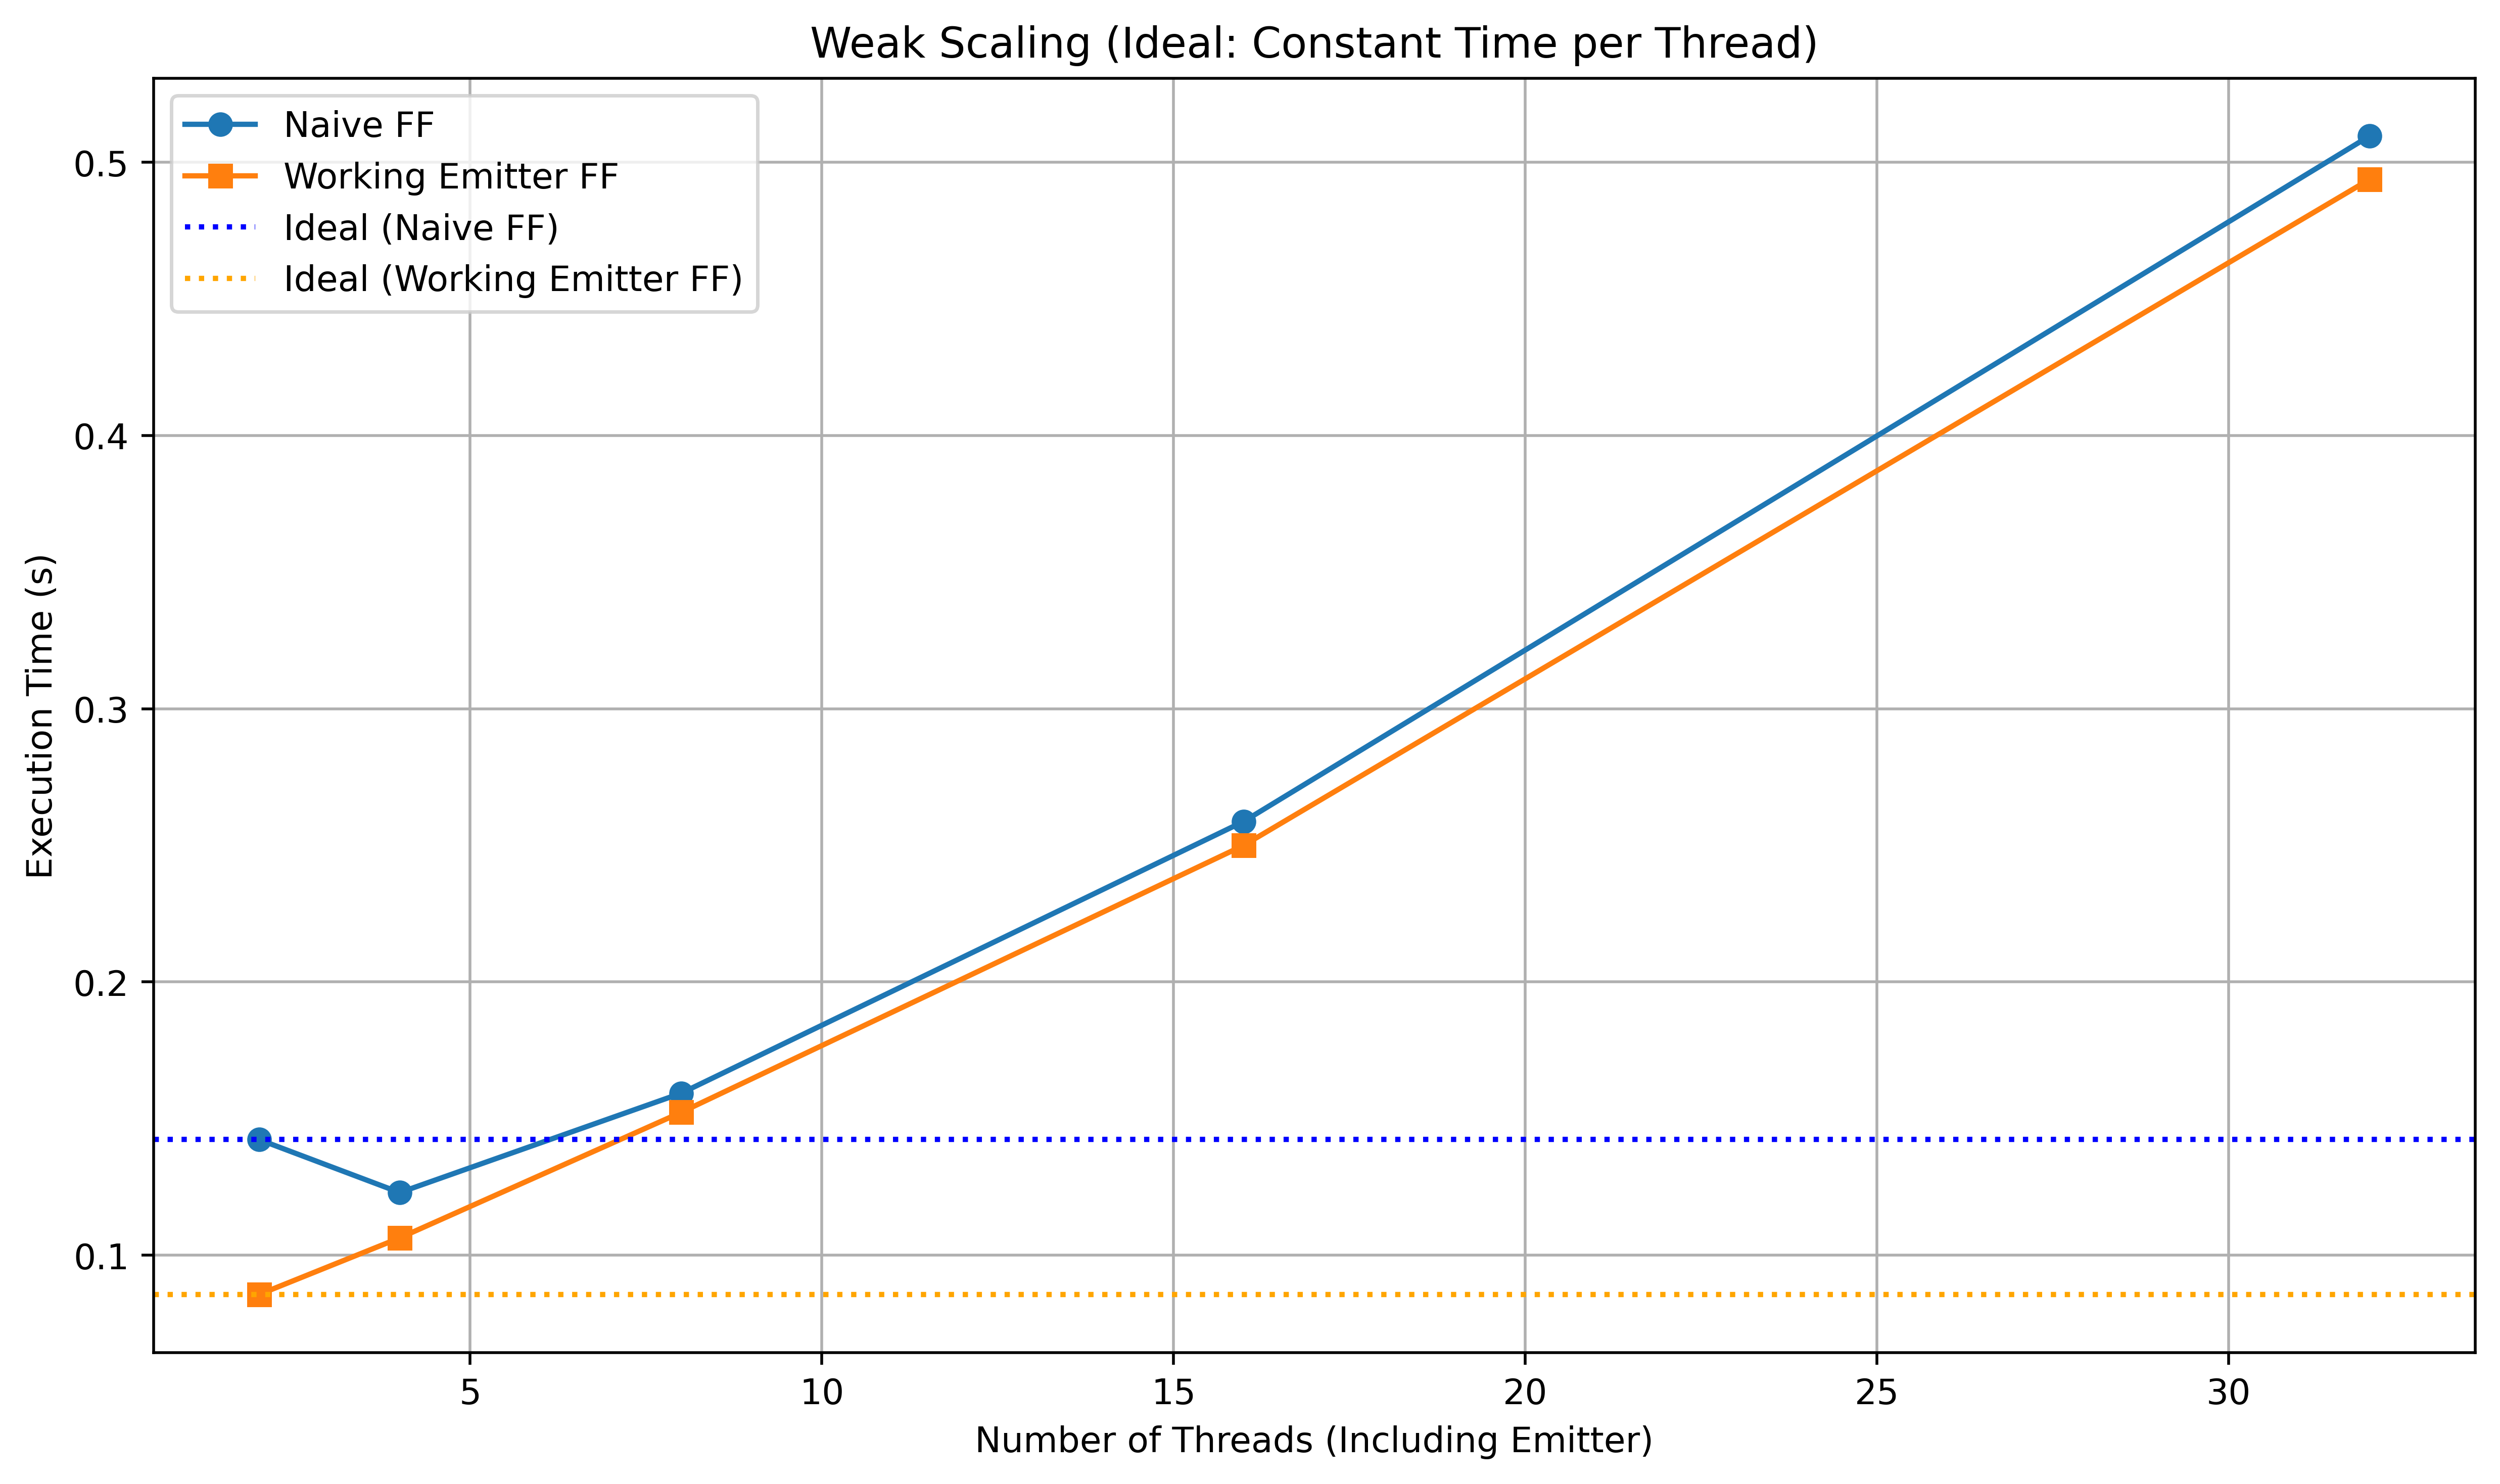 Weak Scaling (Ideal: Constant Time per Thread)
Naive FF
Working Emitter FF
Ideal (Naive FF)
Ideal (Working Emitter FF)
Execution Time (s)
0.5
0.4
0.3
0.2
0.1
5 10 15 20 25 30
Number of Threads (Including Emitter)